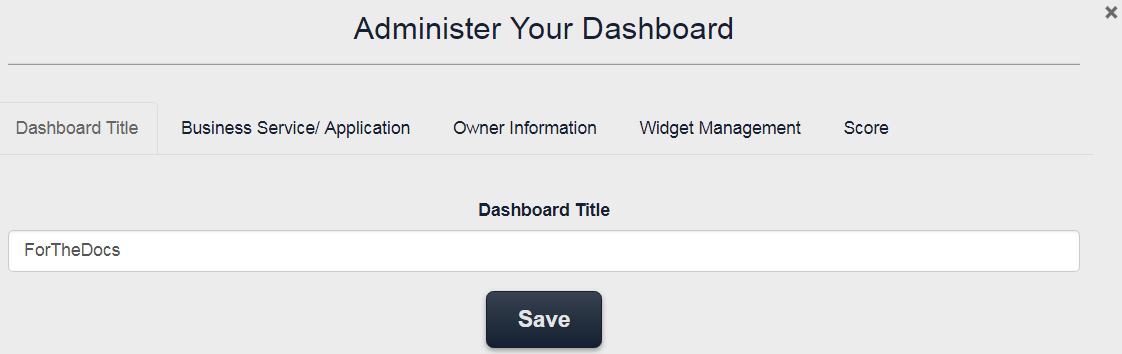 Administer Your Dashboard
Dashboard Title Business Service/ Application Owner Information Widget Management Score
Dashboard Title
ForTheDocs
Save